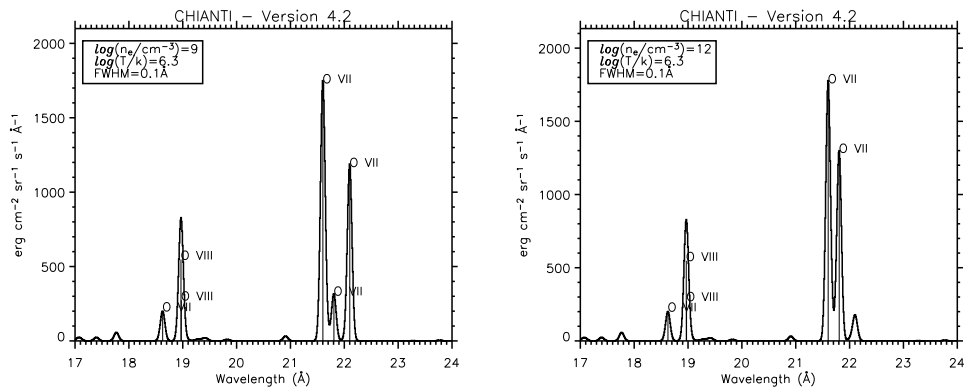 CHIANTI – Version 4.2
log(nₑ/cm⁻³)=9
log(T/k)=6.3
FWHM=0.1Å
erg cm⁻² sr⁻¹ s⁻¹ Å⁻¹
2000
1500
1000
500
0
O VII
O VII
O VIII
O VII
O VIII
O VII
17 18 19 20 21 22 23 24
Wavelength (Å)
CHIANTI – Version 4.2
log(nₑ/cm⁻³)=12
log(T/k)=6.3
FWHM=0.1Å
erg cm⁻² sr⁻¹ s⁻¹ Å⁻¹
2000
1500
1000
500
0
O VII
O VII
O VIII
O VIII
O VII
17 18 19 20 21 22 23 24
Wavelength (Å)